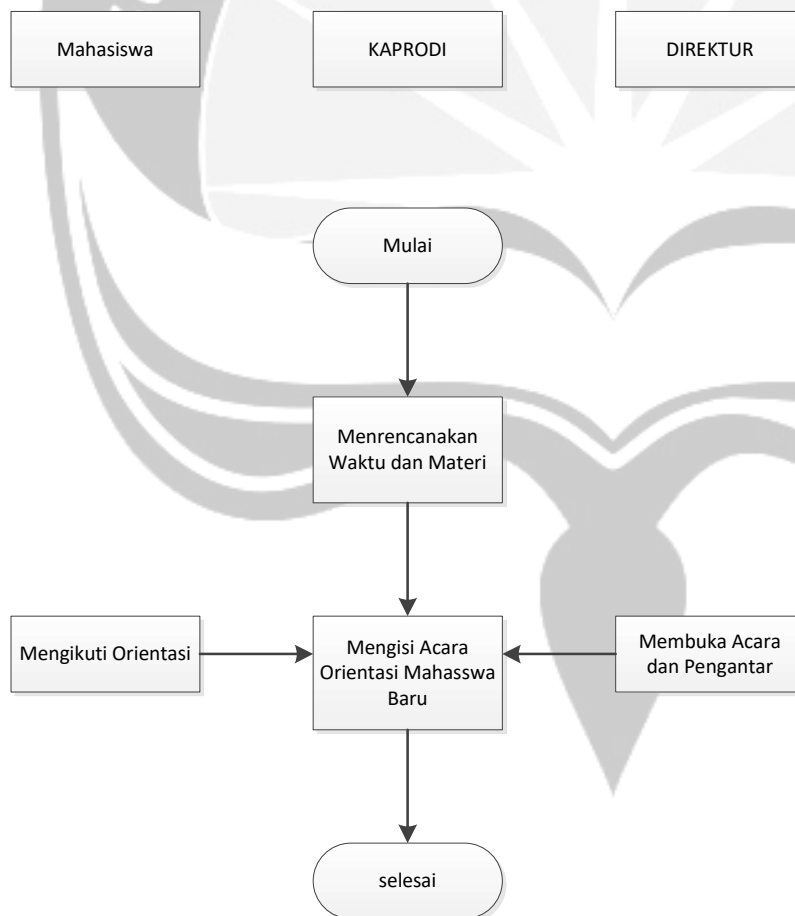 Mahasiswa
KAPRODI
DIREKTUR
Mulai
Menrencanakan
Waktu dan Materi
Mengikuti Orientasi
Mengisi Acara
Orientasi Mahasswa
Baru
Membuka Acara
dan Pengantar
selesai